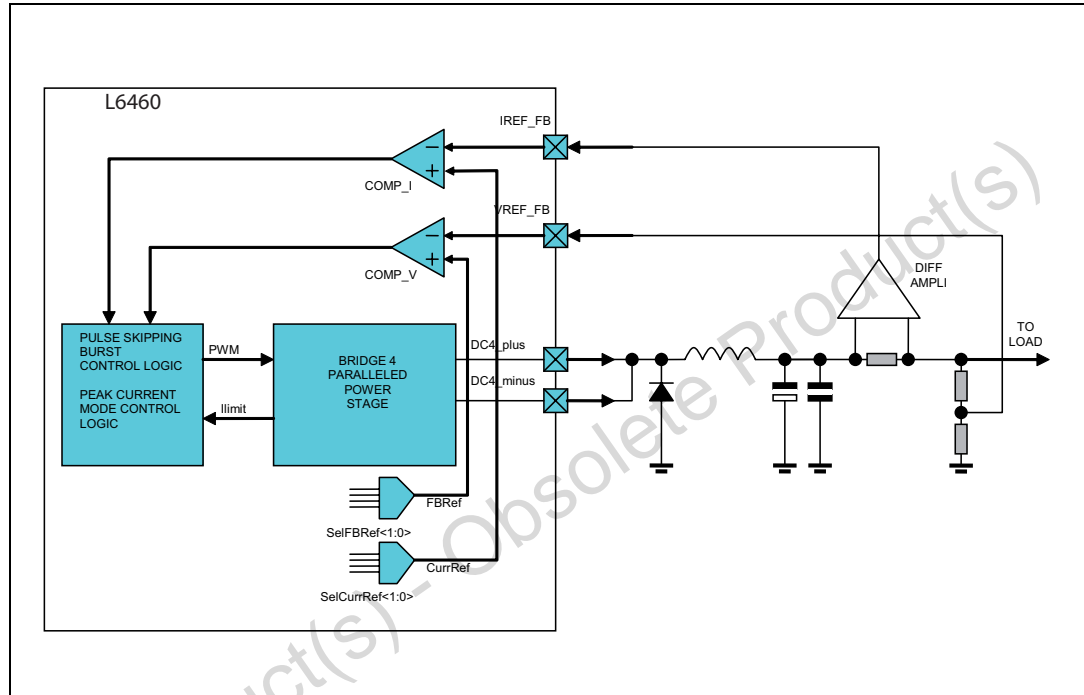 L6460
IREF_FB
COMP_I
VREF_FB
COMP_V
DIFF
AMPLI
TO
LOAD
PULSE SKIPPING
BURST
CONTROL LOGIC
PEAK CURRENT
MODE CONTROL
LOGIC
PWM
Ilimit
BRIDGE 4
PARALLELED
POWER
STAGE
DC4_plus
DC4_minus
FBRef
SelFBRef<1:0>
CurrRef
SelCurrRef<1:0>
uct(s) - Obsolete Product(s)